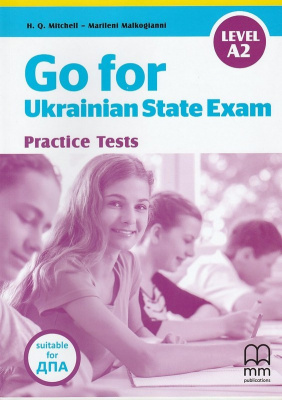 H. Q. Mitchell – Marileni Malkogianni
LEVEL
A2
Go for
Ukrainian State Exam
Practice Tests
suitable
for
ДПА
mm
publications